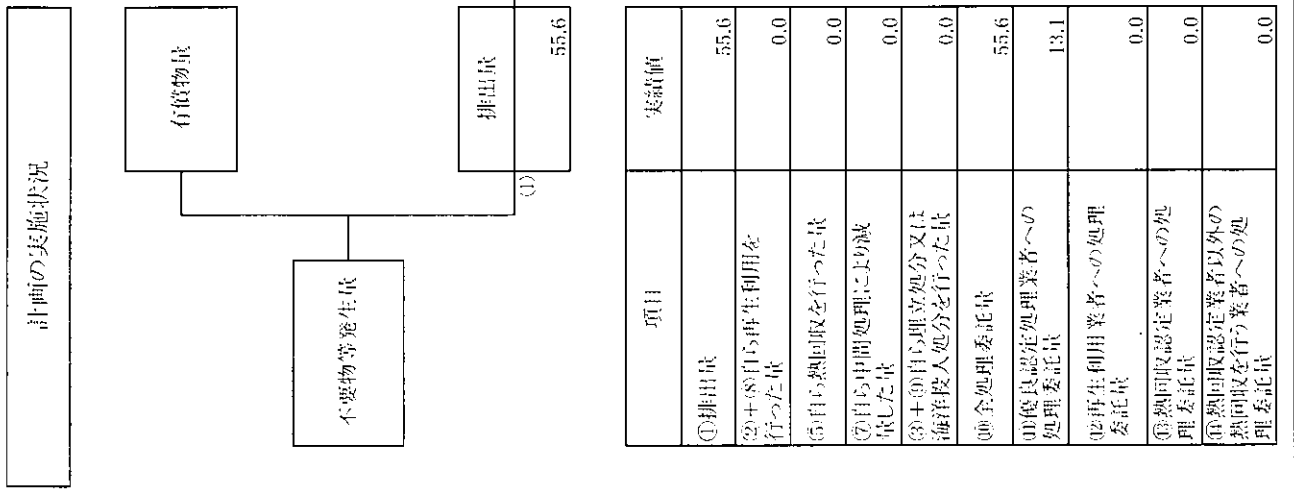 計画の実施状況
有償物量
不要物等発生量
排出量
(1)
55.6
項目
実績値
①排出量
55.6
②+⑧自ら再生利用を
行った量
0.0
⑤自ら熱回収を行った量
0.0
⑦自ら中間処理により減
量した量
0.0
③+⑨自ら埋立処分又は
海洋投入処分を行った量
0.0
⑩全処理委託量
55.6
⑪優良認定処理業者への
処理委託量
13.1
⑫再生利用業者への処理
委託量
0.0
⑬熱回収認定業者への処
理委託量
0.0
⑭熱回収認定業者以外の
熱回収を行う業者への処
理委託量
0.0